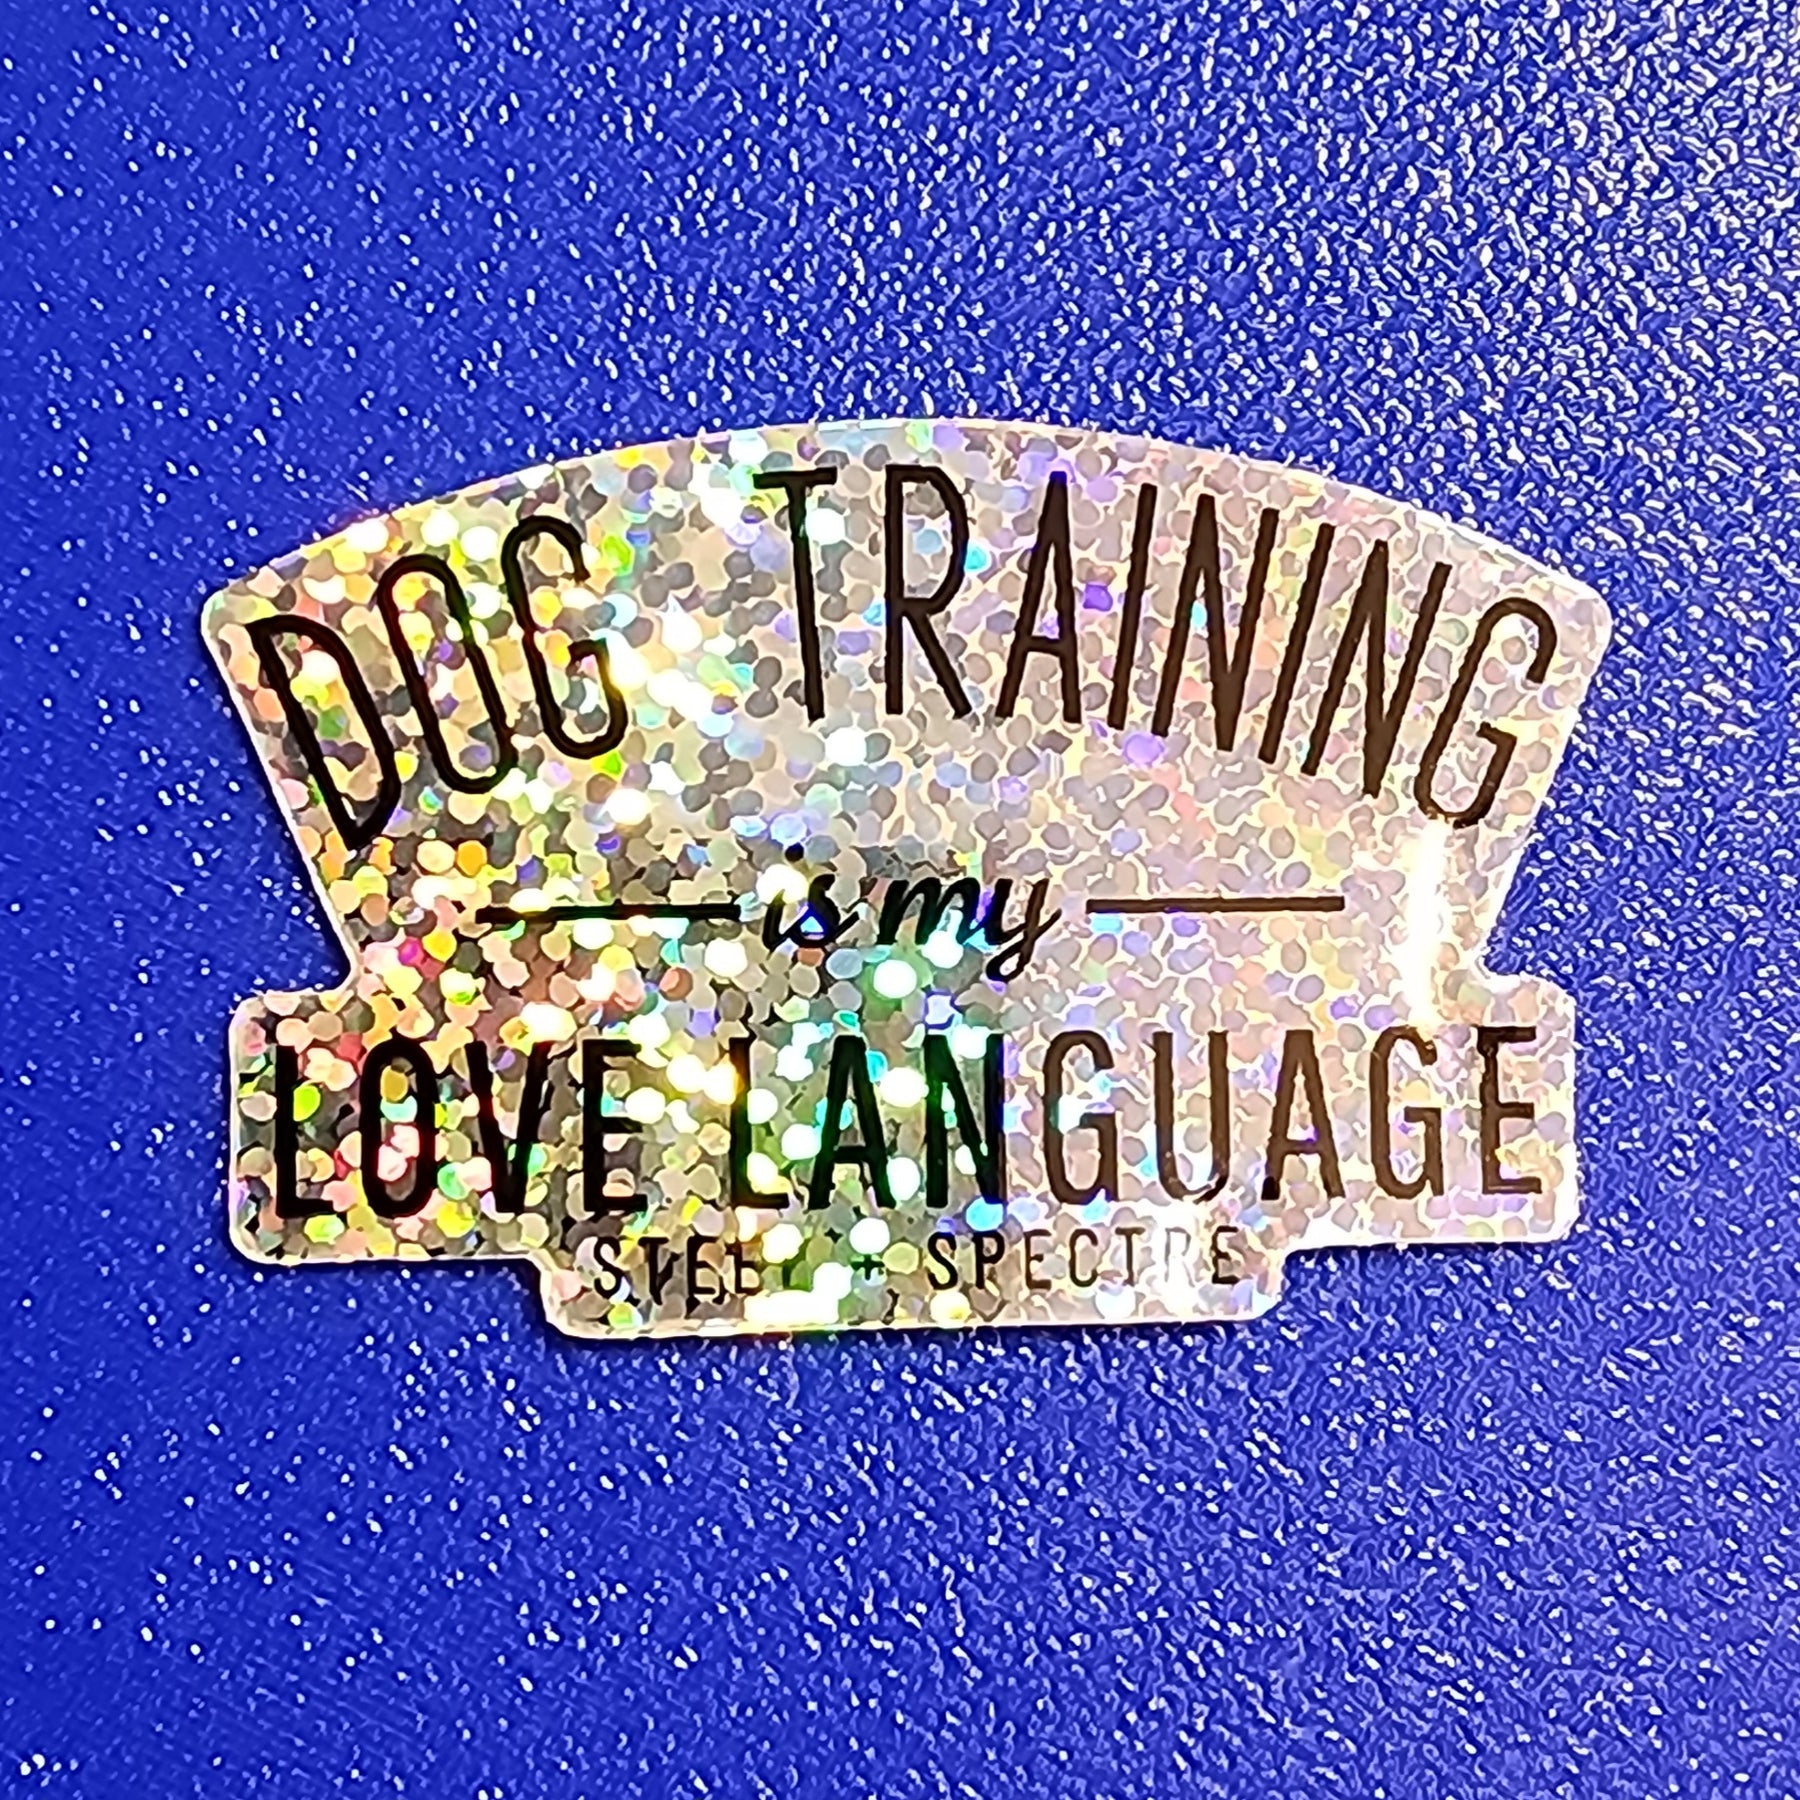 DOG TRAINING
is my
LOVE LANGUAGE
+ SPECTRE